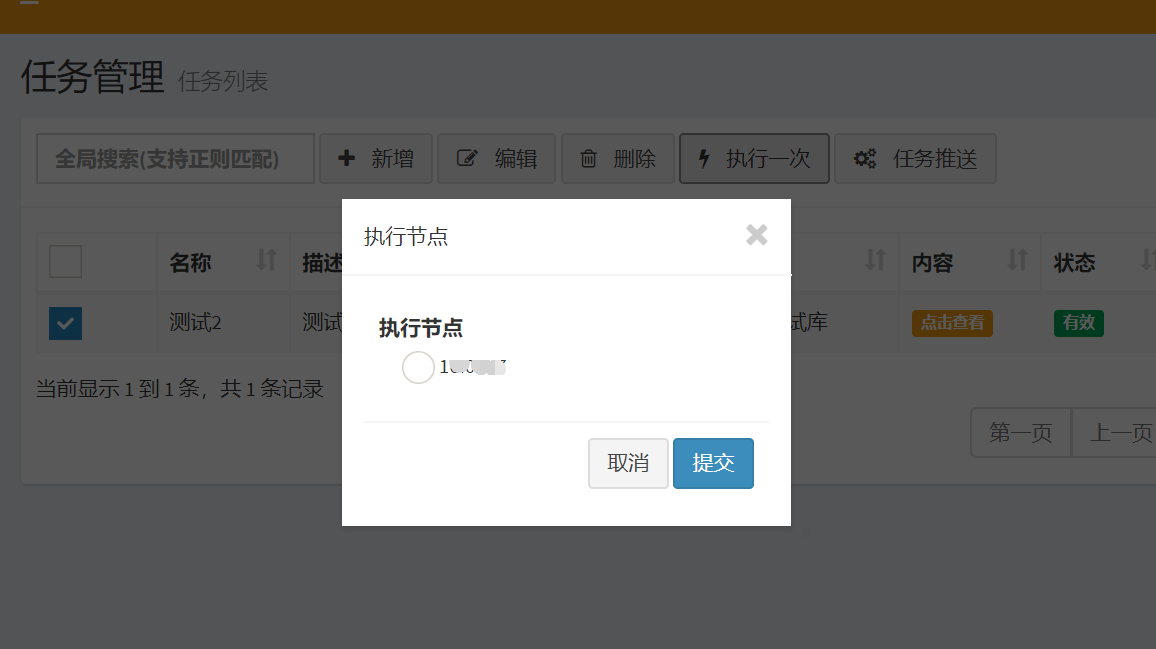 任务管理 任务列表
全局搜索(支持正则匹配) 新增 编辑 删除 执行一次 任务推送
执行节点
名称 描述 内容 状态
执行节点
测试2 测试 试库 点击查看 有效
当前显示 1 到 1 条，共 1 条记录
第一页 上一页
取消 提交